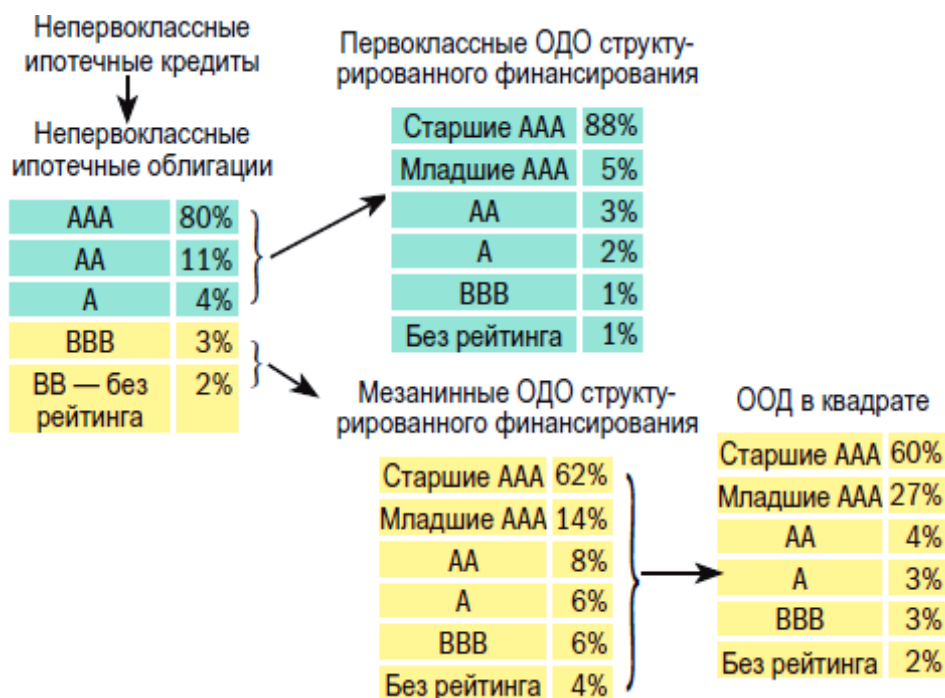 Непервоклассные
ипотечные кредиты
Непервоклассные
ипотечные облигации
AAA 80%
AA 11%
A 4%
BBB 3%
BB — без 2%
рейтинга
Первоклассные ОДО структу-
рированного финансирования
Старшие AAA 88%
Младшие AAA 5%
AA 3%
A 2%
BBB 1%
Без рейтинга 1%
Мезанинные ОДО структу-
рированного финансирования
Старшие AAA 62%
Младшие AAA 14%
AA 8%
A 6%
BBB 6%
Без рейтинга 4%
ООД в квадрате
Старшие AAA 60%
Младшие AAA 27%
AA 4%
A 3%
BBB 3%
Без рейтинга 2%